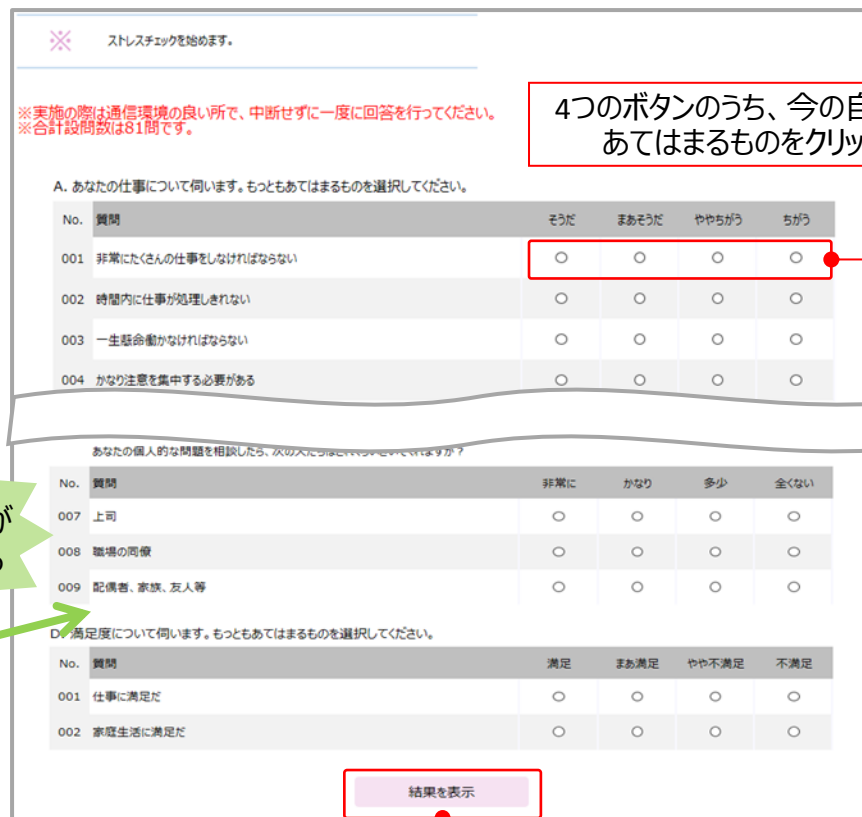 ※ ストレスチェックを始めます。
※実施の際は通信環境の良い所で、中断せずに一度に回答を行ってください。
※合計設問数は81問です。
4つのボタンのうち、今の自
あてはまるものをクリッ
A. あなたの仕事について伺います。もっともあてはまるものを選択してください。
No. 質問 そうだ まあそうだ ややちがう ちがう
001 非常にたくさんの仕事をしなければならない
002 時間内に仕事が処理しきれない
003 一生懸命働かなければならない
004 かなり注意を集中する必要がある
あなたの個人的な問題を相談したら、次の人たちはどれくらいきいてくれますか？
No. 質問 非常に かなり 多少 全くない
007 上司
008 職場の同僚
009 配偶者、家族、友人等
が
D. 満足度について伺います。もっともあてはまるものを選択してください。
No. 質問 満足 まあ満足 やや不満足 不満足
001 仕事に満足だ
002 家庭生活に満足だ
結果を表示